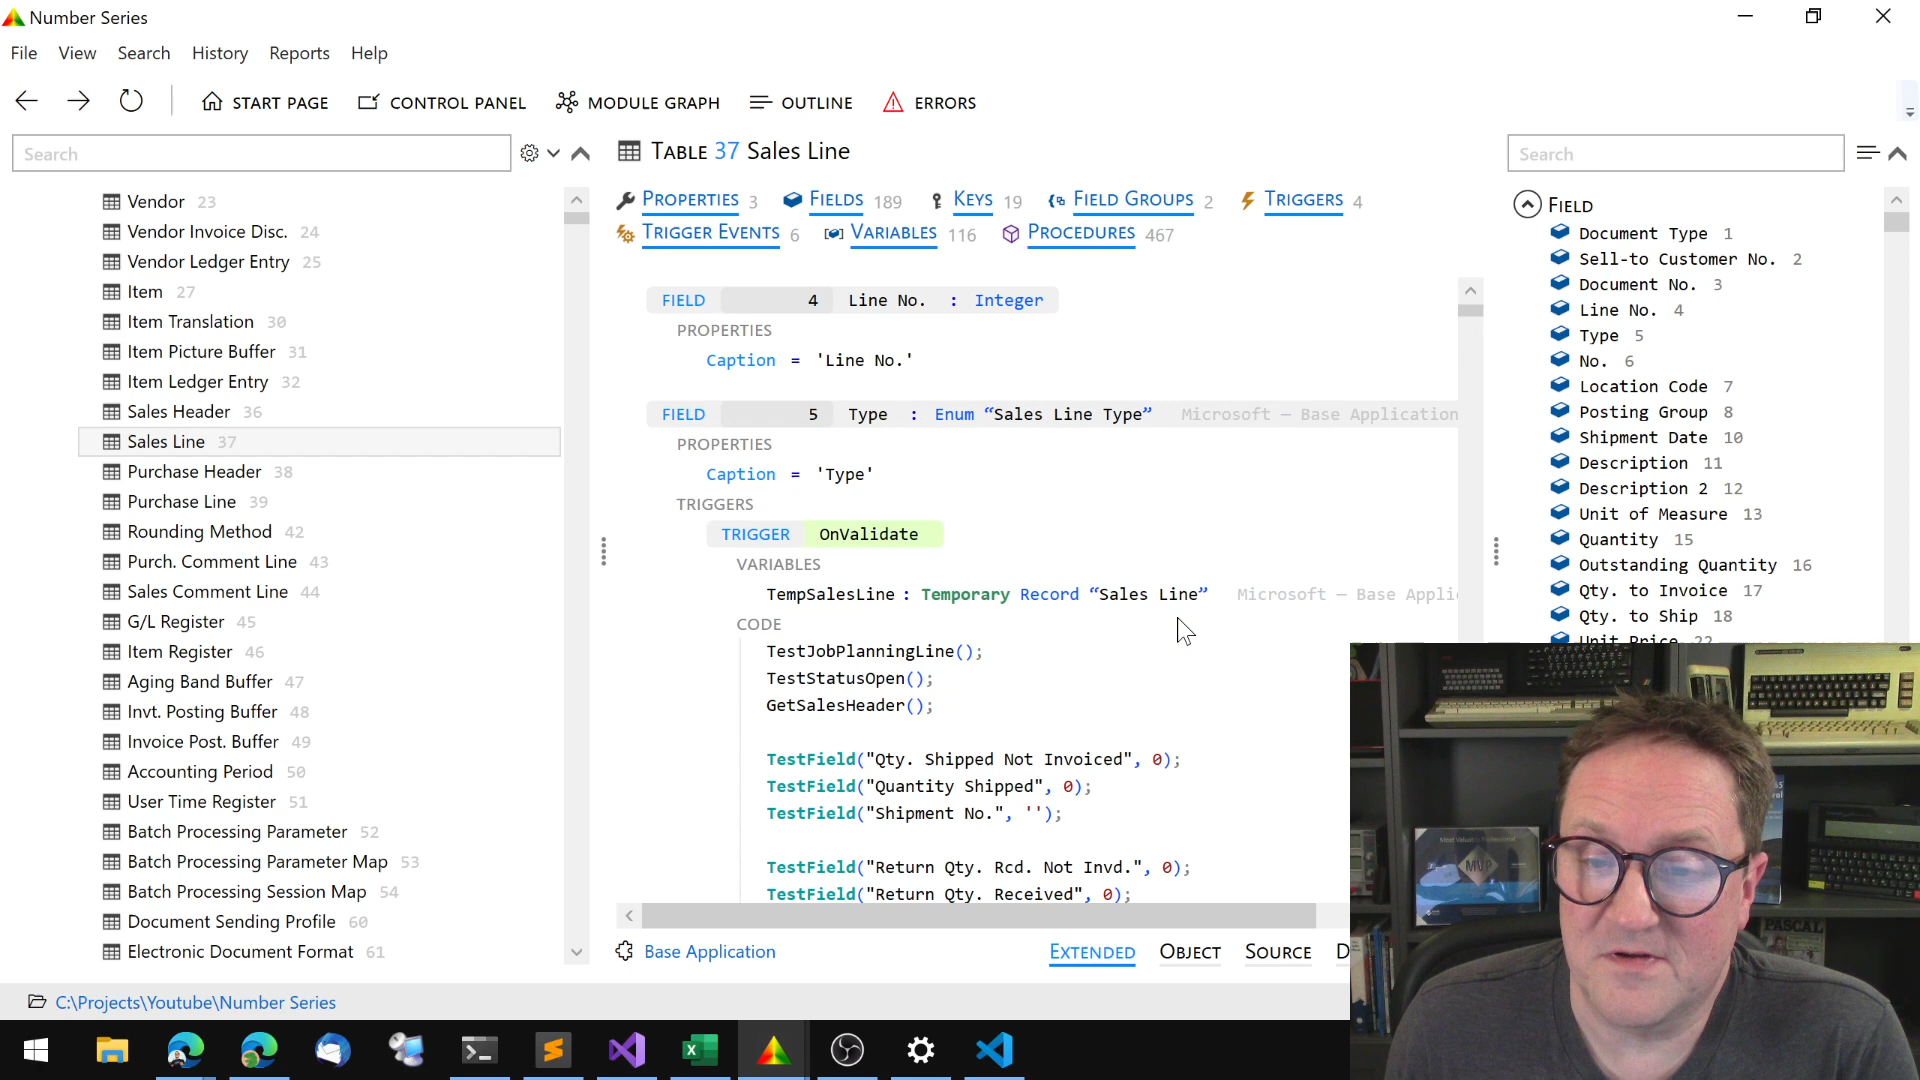 Number Series
File View Search History Reports Help
START PAGE CONTROL PANEL MODULE GRAPH OUTLINE ERRORS
Search
Vendor 23
Vendor Invoice Disc. 24
Vendor Ledger Entry 25
Item 27
Item Translation 30
Item Picture Buffer 31
Item Ledger Entry 32
Sales Header 36
Sales Line 37
Purchase Header 38
Purchase Line 39
Rounding Method 42
Purch. Comment Line 43
Sales Comment Line 44
G/L Register 45
Item Register 46
Aging Band Buffer 47
Invt. Posting Buffer 48
Invoice Post. Buffer 49
Accounting Period 50
User Time Register 51
Batch Processing Parameter 52
Batch Processing Parameter Map 53
Batch Processing Session Map 54
Document Sending Profile 60
Electronic Document Format 61
TABLE 37 Sales Line
PROPERTIES 3 FIELDS 189 KEYS 19 FIELD GROUPS 2 TRIGGERS 4
TRIGGER EVENTS 6 VARIABLES 116 PROCEDURES 467
FIELD 4 Line No. : Integer
PROPERTIES
Caption = 'Line No.'
FIELD 5 Type : Enum “Sales Line Type” Microsoft – Base Application
PROPERTIES
Caption = 'Type'
TRIGGERS
TRIGGER OnValidate
VARIABLES
TempSalesLine : Temporary Record “Sales Line” Microsoft – Base Appli
CODE
TestJobPlanningLine();
TestStatusOpen();
GetSalesHeader();
TestField("Qty. Shipped Not Invoiced", 0);
TestField("Quantity Shipped", 0);
TestField("Shipment No.", '');
TestField("Return Qty. Rcd. Not Invd.", 0);
TestField("Return Qty. Received", 0);
Base Application EXTENDED OBJECT SOURCE D
Search
FIELD
Document Type 1
Sell-to Customer No. 2
Document No. 3
Line No. 4
Type 5
No. 6
Location Code 7
Posting Group 8
Shipment Date 10
Description 11
Description 2 12
Unit of Measure 13
Quantity 15
Outstanding Quantity 16
Qty. to Invoice 17
Qty. to Ship 18
Unit Price 22
MVP
PASCAL
C:\Projects\Youtube\Number Series